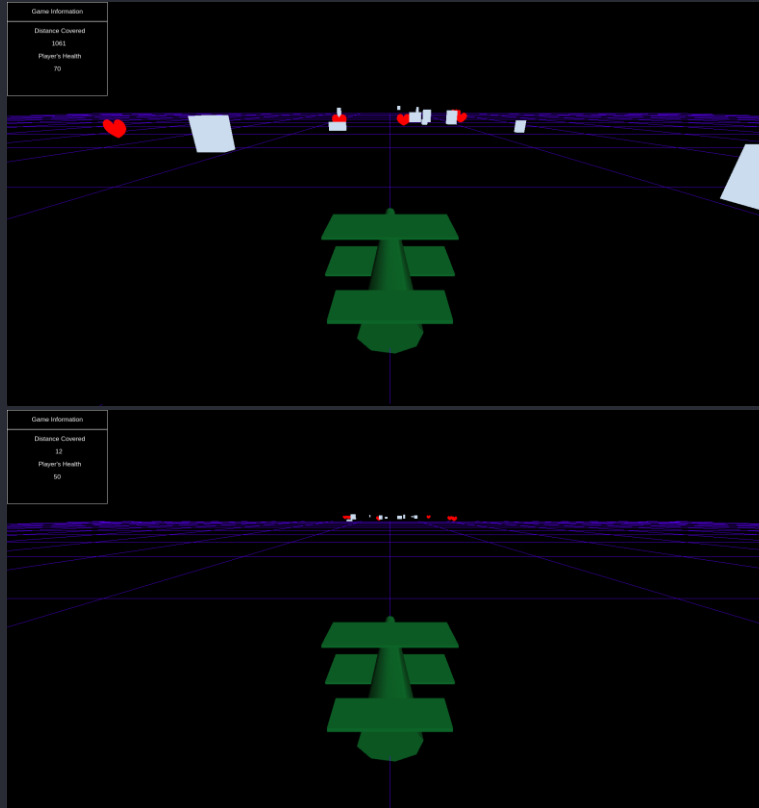 Game Information
Distance Covered
1061
Player's Health
70
Game Information
Distance Covered
12
Player's Health
50